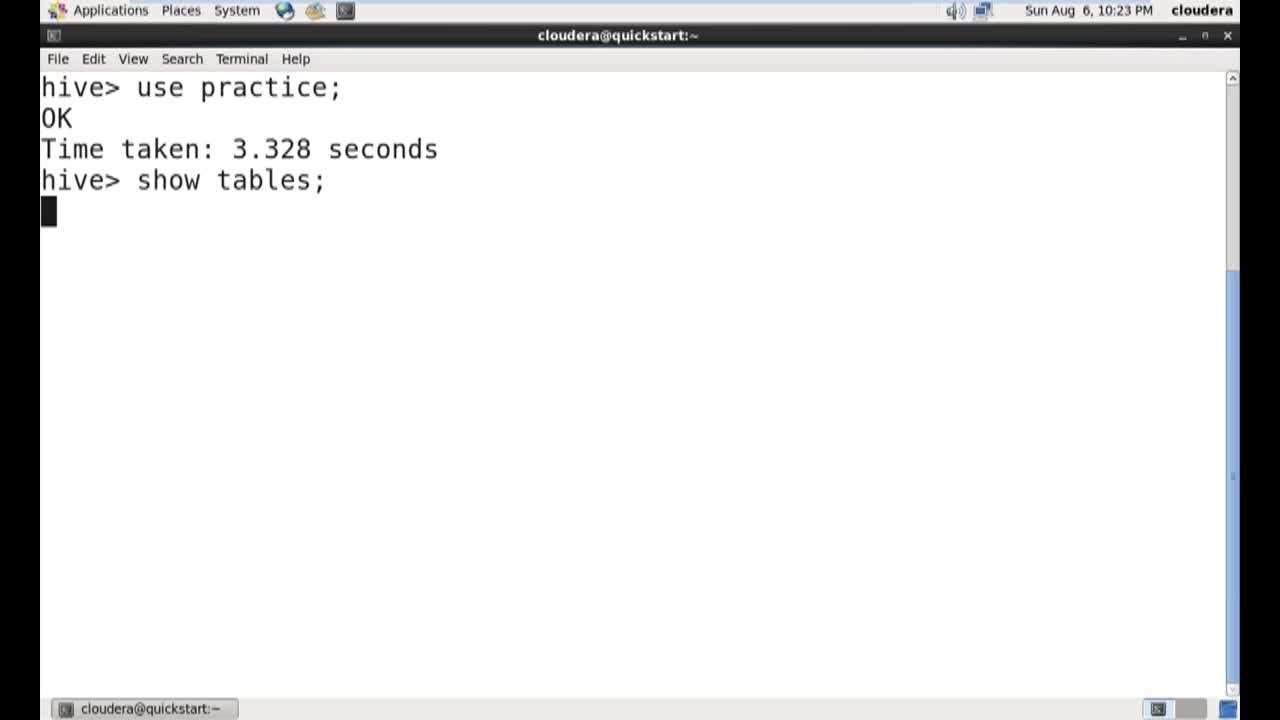 Applications Places System Sun Aug 6, 10:23 PM cloudera
cloudera@quickstart:~
File Edit View Search Terminal Help
hive> use practice;
OK
Time taken: 3.328 seconds
hive> show tables;
cloudera@quickstart:~